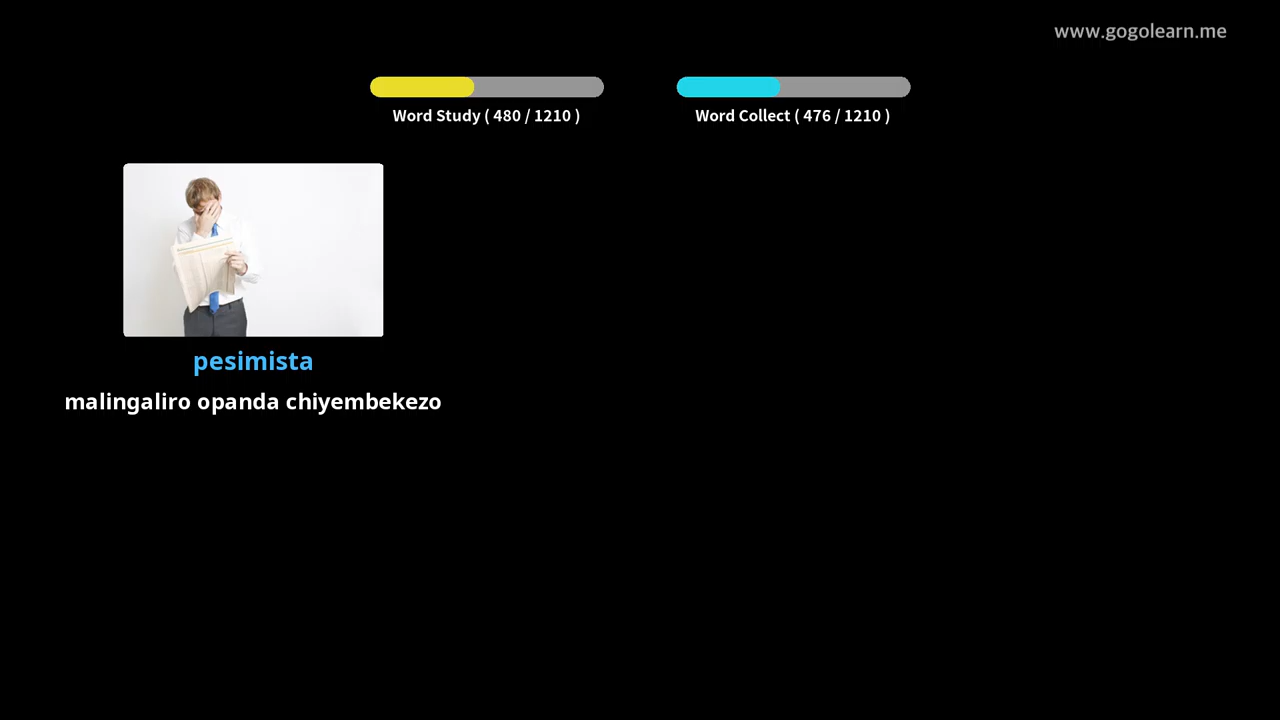 www.gogolearn.me
Word Study ( 480 / 1210 )
Word Collect ( 476 / 1210 )
pesimista
malingaliro opanda chiyembekezo